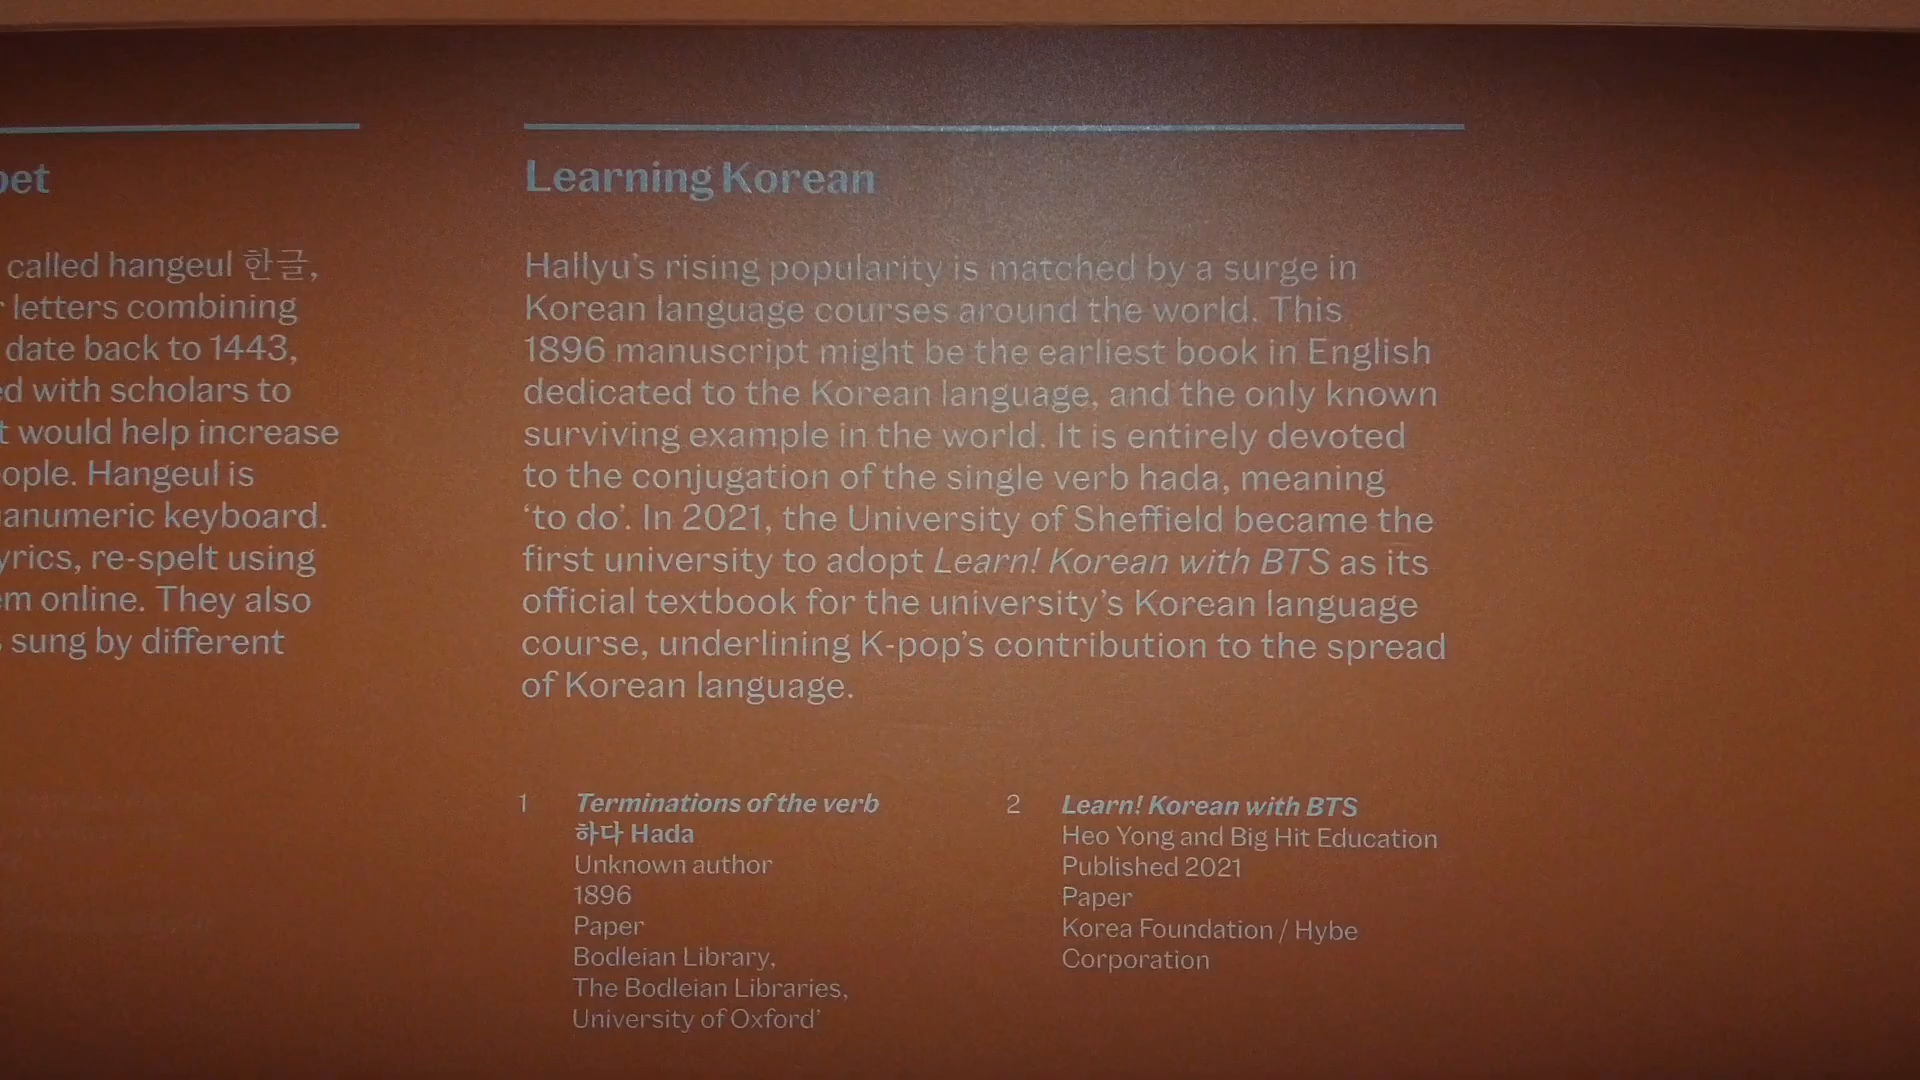 bet
called hangeul 한글,
letters combining
date back to 1443,
ed with scholars to
t would help increase
ople. Hangeul is
anumeric keyboard.
yrics, re-spelt using
m online. They also
sung by different
Learning Korean
Hallyu’s rising popularity is matched by a surge in
Korean language courses around the world. This
1896 manuscript might be the earliest book in English
dedicated to the Korean language, and the only known
surviving example in the world. It is entirely devoted
to the conjugation of the single verb hada, meaning
‘to do’. In 2021, the University of Sheffield became the
first university to adopt Learn! Korean with BTS as its
official textbook for the university’s Korean language
course, underlining K-pop’s contribution to the spread
of Korean language.
1 Terminations of the verb
하다 Hada
Unknown author
1896
Paper
Bodleian Library,
The Bodleian Libraries,
University of Oxford’
2 Learn! Korean with BTS
Heo Yong and Big Hit Education
Published 2021
Paper
Korea Foundation / Hybe
Corporation